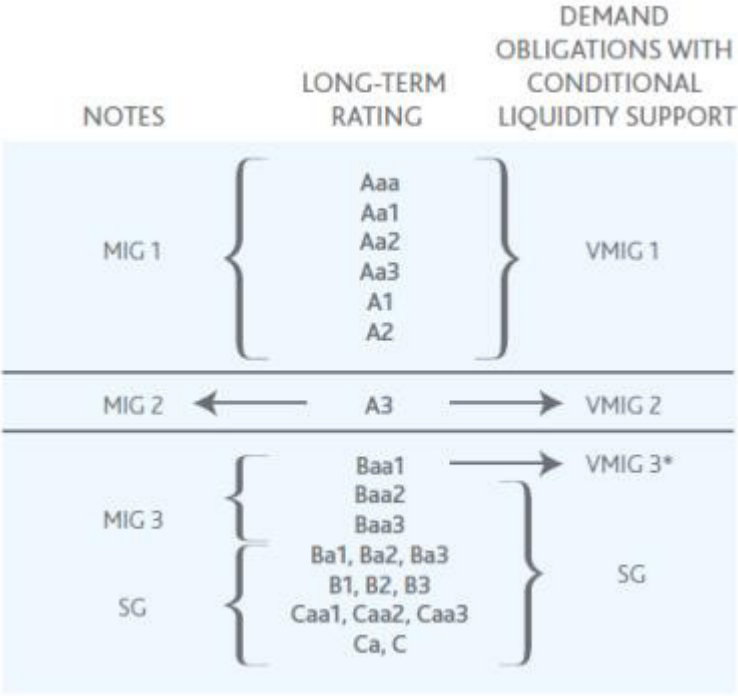 NOTES
LONG-TERM
RATING
DEMAND
OBLIGATIONS WITH
CONDITIONAL
LIQUIDITY SUPPORT
MIG 1
Aaa
Aa1
Aa2
Aa3
A1
A2
VMIG 1
MIG 2
A3
VMIG 2
MIG 3
Baa1
Baa2
Baa3
VMIG 3*
SG
Ba1, Ba2, Ba3
B1, B2, B3
Caa1, Caa2, Caa3
Ca, C
SG